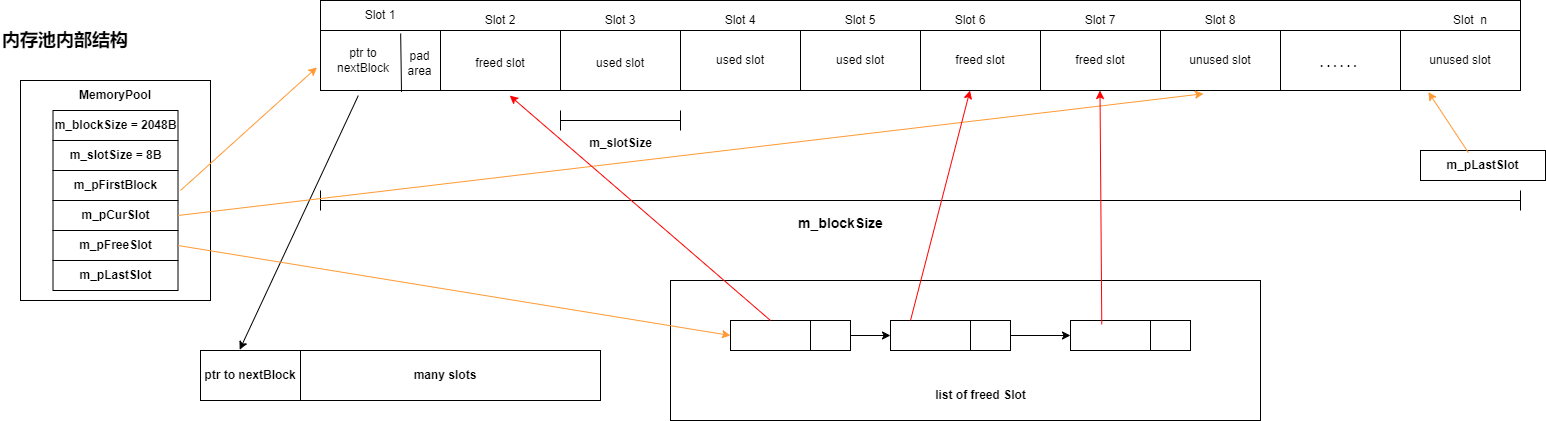 内存池内部结构
MemoryPool
m_blockSize = 2048B
m_slotSize = 8B
m_pFirstBlock
m_pCurSlot
m_pFreeSlot
m_pLastSlot
Slot 1
Slot 2
Slot 3
Slot 4
Slot 5
Slot 6
Slot 7
Slot 8
Slot n
ptr to
nextBlock
pad
area
freed slot
used slot
used slot
used slot
freed slot
freed slot
unused slot
......
unused slot
m_slotSize
m_pLastSlot
m_blockSize
ptr to nextBlock
many slots
list of freed Slot